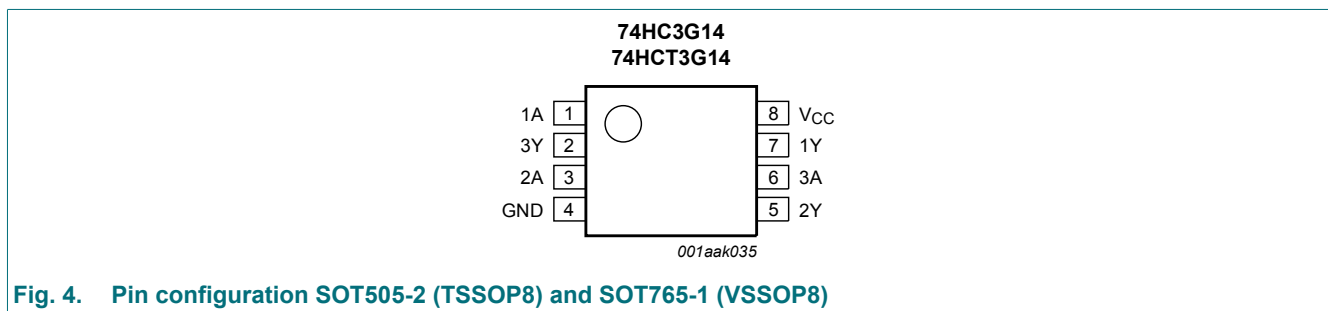 74HC3G14
74HCT3G14
1A 1 8 VCC
3Y 2 7 1Y
2A 3 6 3A
GND 4 5 2Y
001aak035
Fig. 4. Pin configuration SOT505-2 (TSSOP8) and SOT765-1 (VSSOP8)